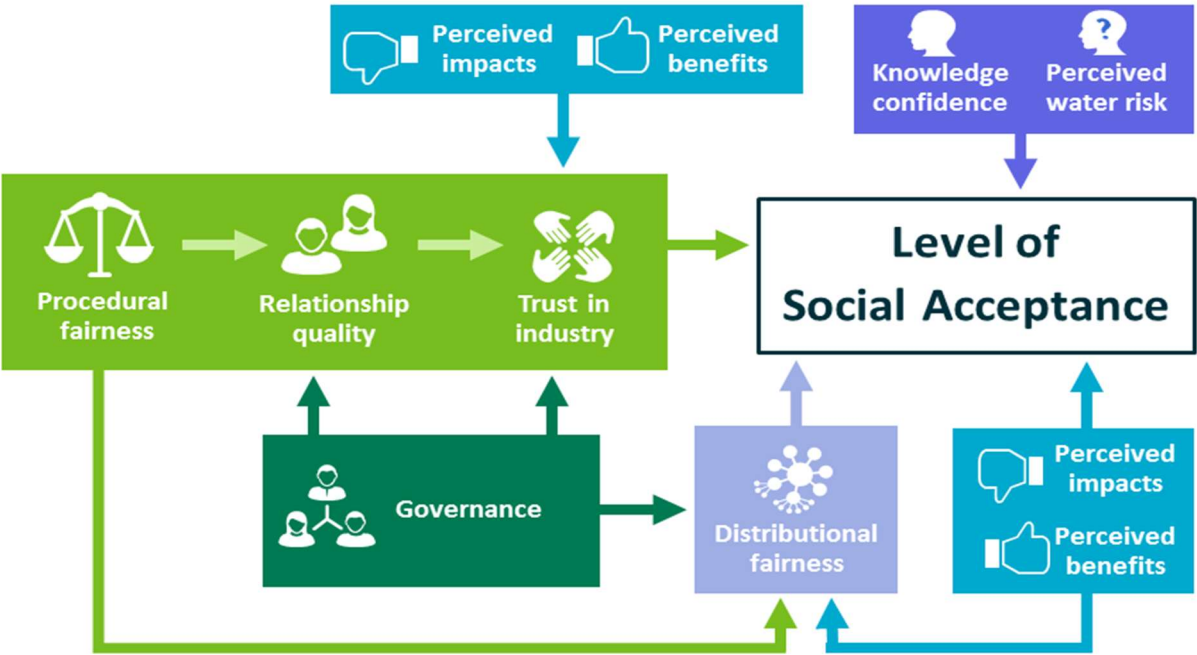 Perceived
impacts
Perceived
benefits
Knowledge
confidence
Perceived
water risk
?
Procedural
fairness
Relationship
quality
Trust in
industry
Level of
Social Acceptance
Governance
Distributional
fairness
Perceived
impacts
Perceived
benefits